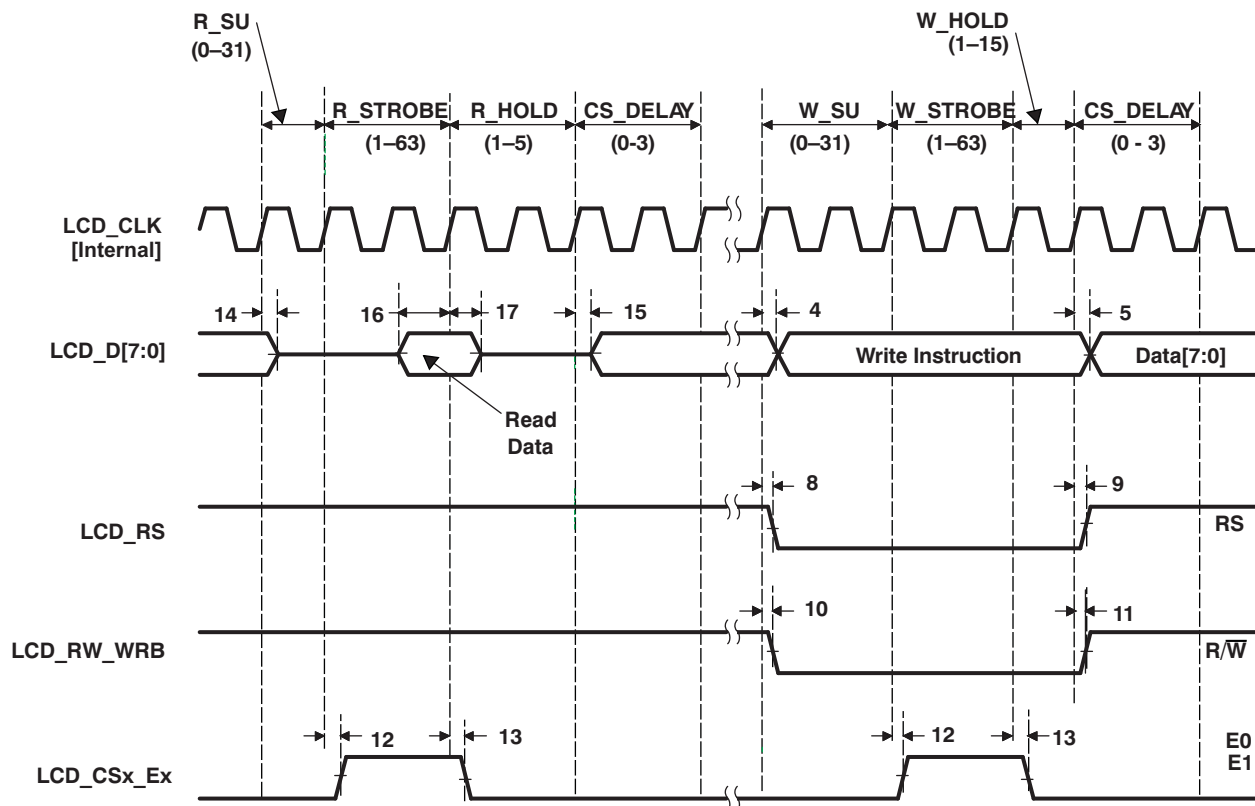 R_SU
(0–31)
W_HOLD
(1–15)
R_STROBE R_HOLD CS_DELAY W_SU W_STROBE CS_DELAY
(1–63) (1–5) (0-3) (0–31) (1–63) (0 - 3)
LCD_CLK
[Internal]
14 16 17 15 4 5
LCD_D[7:0] Write Instruction Data[7:0]
Read
Data
8 9
LCD_RS RS
10 11
LCD_RW_WRB R/W̅
12 13 12 13
LCD_CSx_Ex
E0
E1